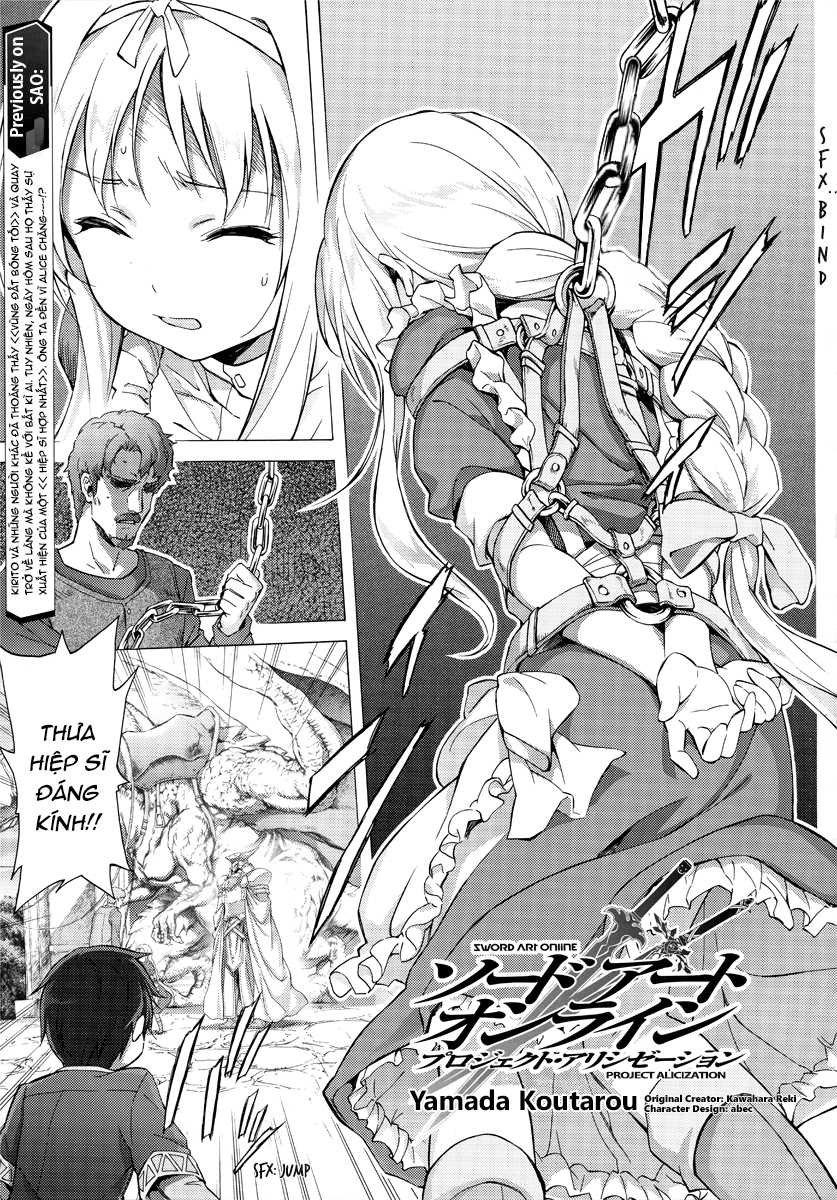 Previously on
SAO:
KIRITO VÀ NHỮNG NGƯỜI KHÁC ĐÃ THOÁNG THẤY <<VÙNG ĐẤT BÓNG TỐI>> VÀ QUAY
TRỞ VỀ LÀNG MÀ KHÔNG KỂ VỚI BẤT KÌ AI. TUY NHIÊN, NGÀY HÔM SAU HỌ THẤY SỰ
XUẤT HIỆN CỦA MỘT << HIỆP SĨ HỢP NHẤT>>. ÔNG TA ĐẾN VÌ ALICE CHĂNG---!?
SFX: BIND
THƯA
HIỆP SĨ
ĐÁNG
KÍNH!!
SFX: JUMP
SWORD ART ONLINE
ソードアート
オンライン
プロジェクト・アリシゼーション
PROJECT ALICIZATION
Yamada Koutarou
Original Creator: Kawahara Reki
Character Design: abec